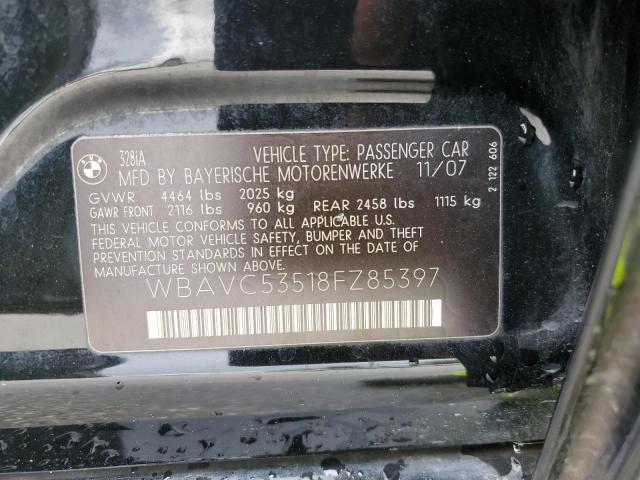 BMW
328iA VEHICLE TYPE: PASSENGER CAR
MFD BY BAYERISCHE MOTORENWERKE 11/07
GVWR 4464 lbs 2025 kg
GAWR FRONT 2116 lbs 960 kg REAR 2458 lbs 1115 kg
THIS VEHICLE CONFORMS TO ALL APPLICABLE U.S.
FEDERAL MOTOR VEHICLE SAFETY, BUMPER AND THEFT
PREVENTION STANDARDS IN EFFECT ON THE DATE OF
MANUFACTURE SHOWN ABOVE.
WBAVC53518FZ85397
2 122 606